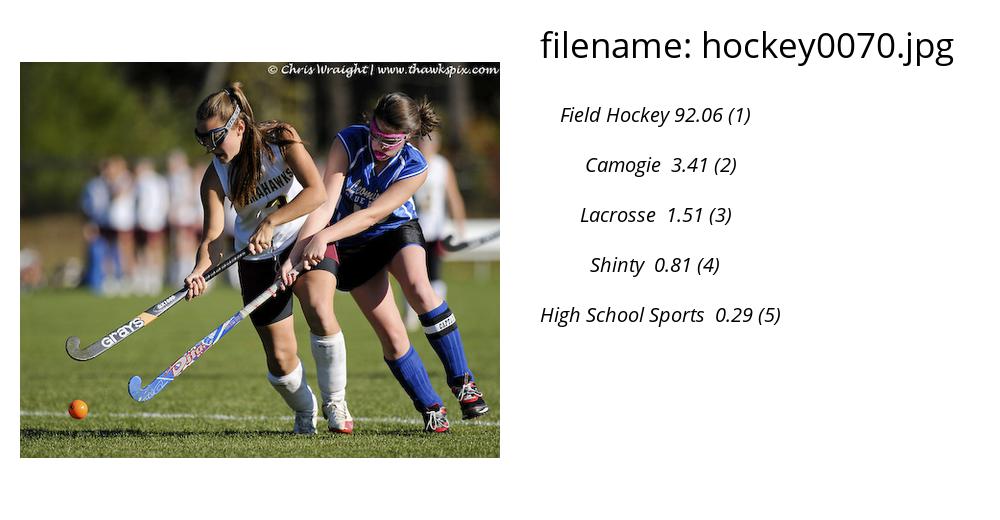 © Chris Wraight | www.thawkspix.com
filename: hockey0070.jpg
Field Hockey 92.06 (1)
Camogie 3.41 (2)
Lacrosse 1.51 (3)
Shinty 0.81 (4)
High School Sports 0.29 (5)
MAHAWKS
GRAYS